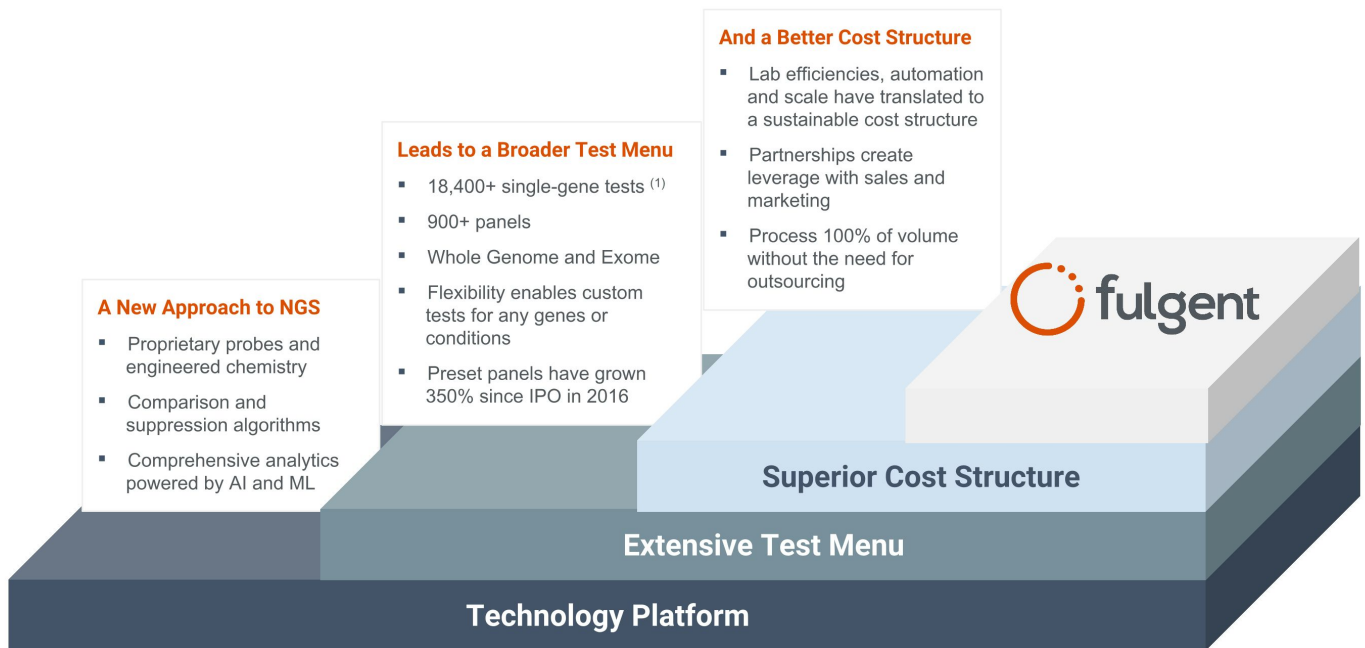 A New Approach to NGS
▪ Proprietary probes and
engineered chemistry
▪ Comparison and
suppression algorithms
▪ Comprehensive analytics
powered by AI and ML
Leads to a Broader Test Menu
▪ 18,400+ single-gene tests (1)
▪ 900+ panels
▪ Whole Genome and Exome
▪ Flexibility enables custom
tests for any genes or
conditions
▪ Preset panels have grown
350% since IPO in 2016
And a Better Cost Structure
▪ Lab efficiencies, automation
and scale have translated to
a sustainable cost structure
▪ Partnerships create
leverage with sales and
marketing
▪ Process 100% of volume
without the need for
outsourcing
fulgent
Superior Cost Structure
Extensive Test Menu
Technology Platform